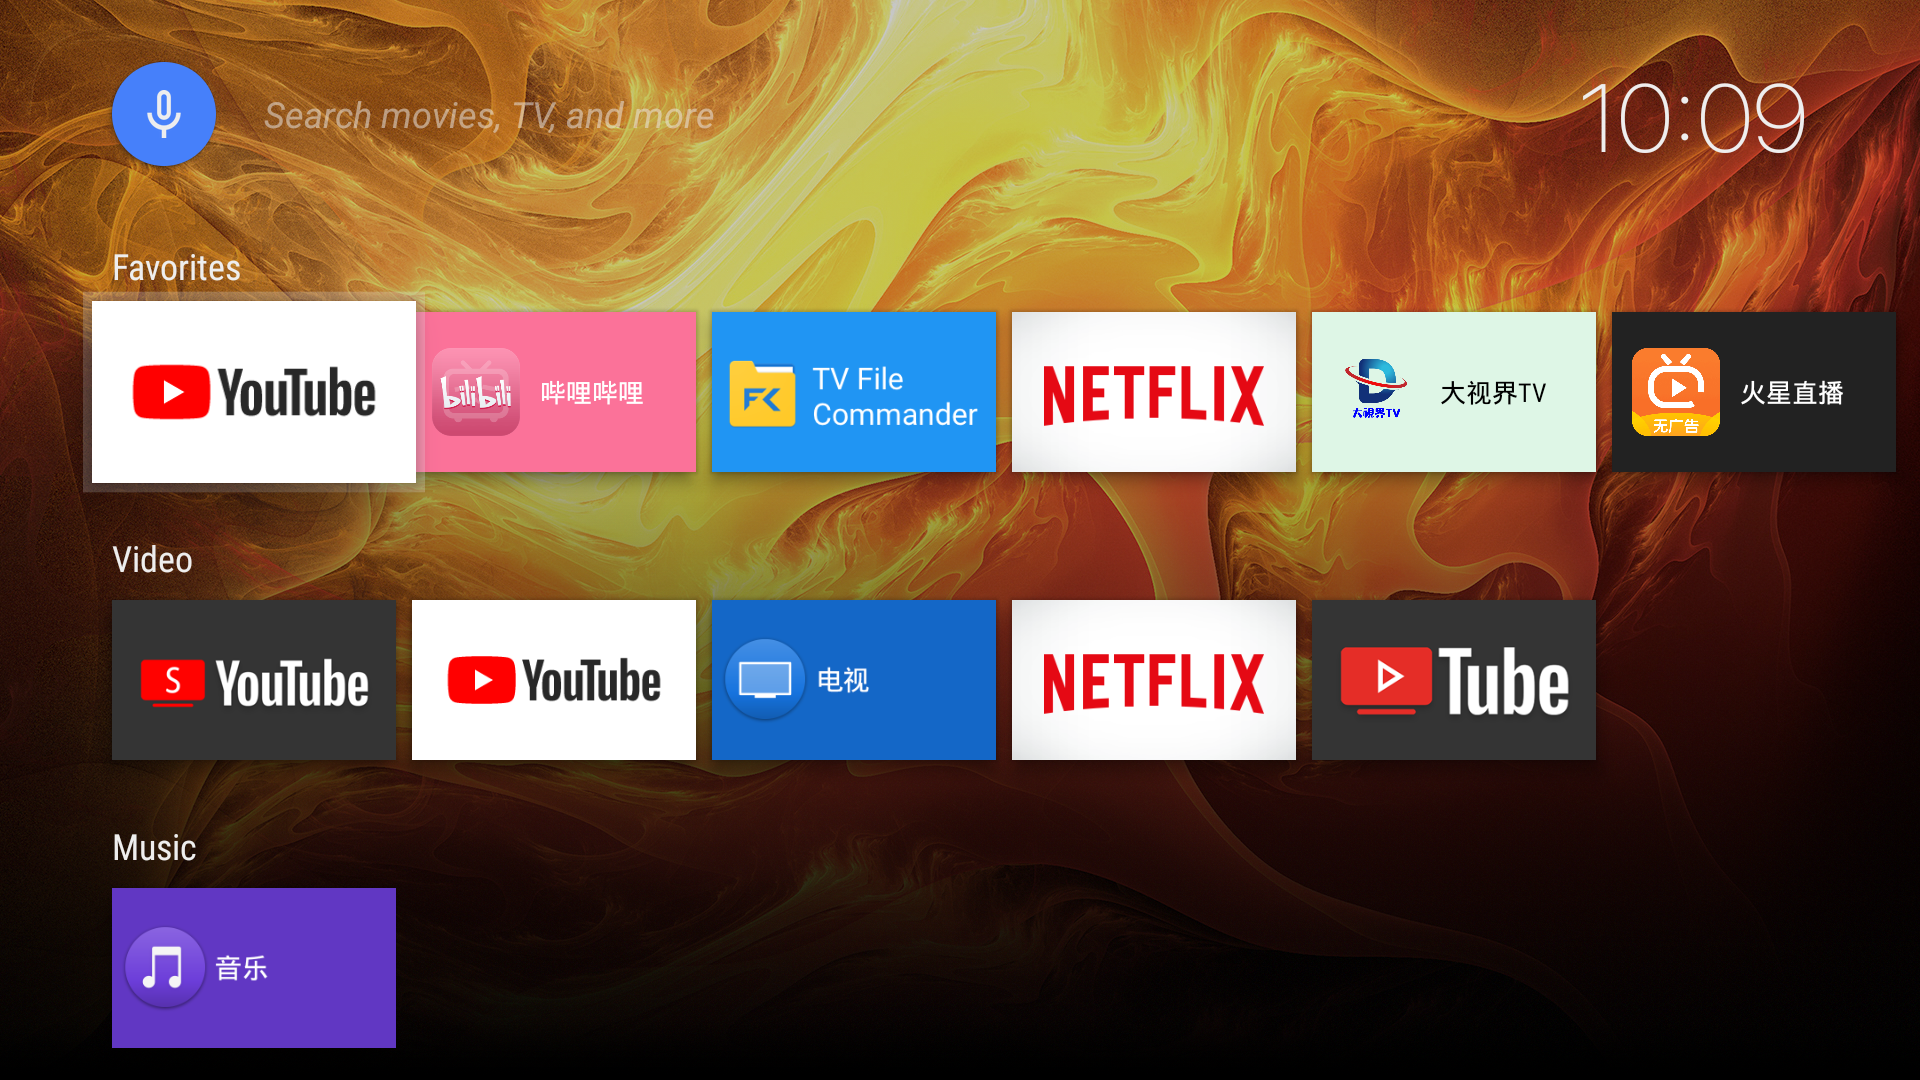 Search movies, TV, and more
10:09
Favorites
YouTube
bilibili
哔哩哔哩
TV File
Commander
FK
NETFLIX
大视界TV
大视界TV
无广告
火星直播
Video
S YouTube
YouTube
电视
NETFLIX
Tube
Music
音乐